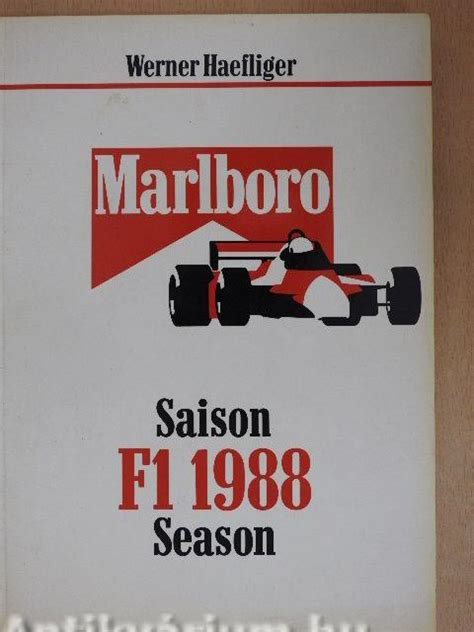 Werner Haefliger
Marlboro
Saison
F1 1988
Season
Antikvárium.hu